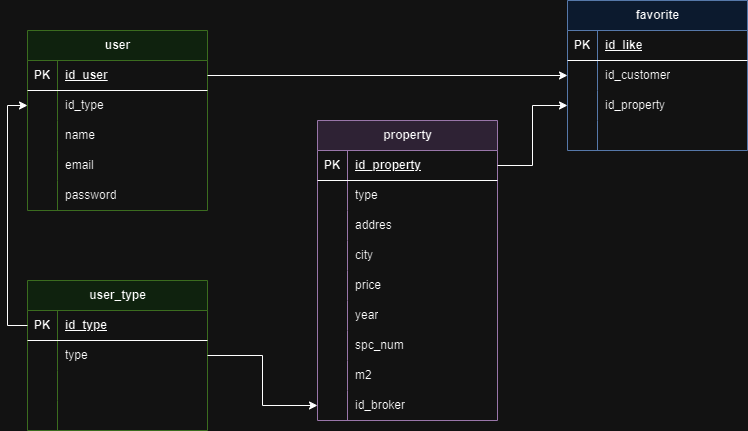 user
PK id_user
id_type
name
email
password
user_type
PK id_type
type
property
PK id_property
type
addres
city
price
year
spc_num
m2
id_broker
favorite
PK id_like
id_customer
id_property